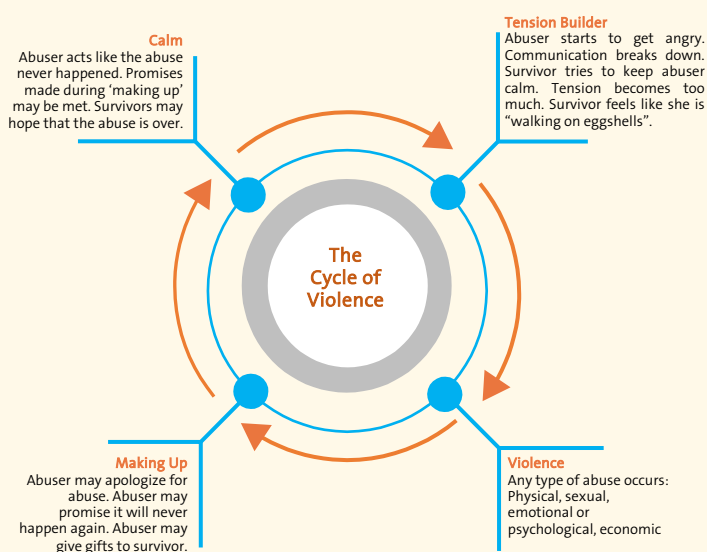 Calm
Abuser acts like the abuse
never happened. Promises
made during ‘making up’
may be met. Survivors may
hope that the abuse is over.
Tension Builder
Abuser starts to get angry.
Communication breaks down.
Survivor tries to keep abuser
calm. Tension becomes too
much. Survivor feels like she is
“walking on eggshells”.
The
Cycle of
Violence
Making Up
Abuser may apologize for
abuse. Abuser may
promise it will never
happen again. Abuser may
give gifts to survivor.
Violence
Any type of abuse occurs:
Physical, sexual,
emotional or
psychological, economic